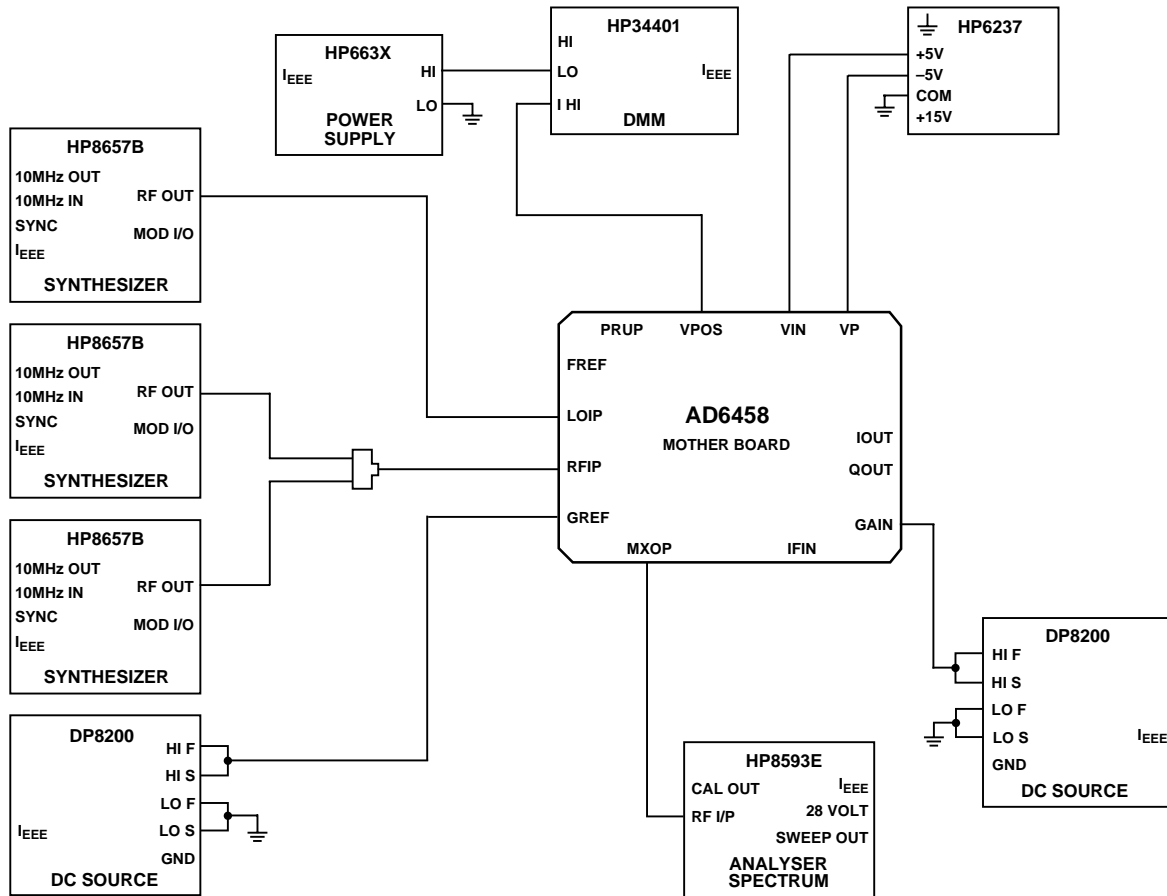 HP663X
IEEE
HI
LO
POWER
SUPPLY
HP34401
HI
LO
IEEE
I HI
DMM
HP6237
+5V
–5V
COM
+15V
HP8657B
10MHz OUT
10MHz IN
RF OUT
SYNC
MOD I/O
IEEE
SYNTHESIZER
HP8657B
10MHz OUT
10MHz IN
RF OUT
SYNC
MOD I/O
IEEE
SYNTHESIZER
HP8657B
10MHz OUT
10MHz IN
RF OUT
SYNC
MOD I/O
IEEE
SYNTHESIZER
DP8200
HI F
HI S
LO F
IEEE
LO S
GND
DC SOURCE
PRUP
VPOS
VIN
VP
FREF
LOIP
AD6458
MOTHER BOARD
IOUT
RFIP
QOUT
GREF
GAIN
MXOP
IFIN
HP8593E
CAL OUT
IEEE
RF I/P
28 VOLT
SWEEP OUT
ANALYSER
SPECTRUM
DP8200
HI F
HI S
LO F
LO S
IEEE
GND
DC SOURCE